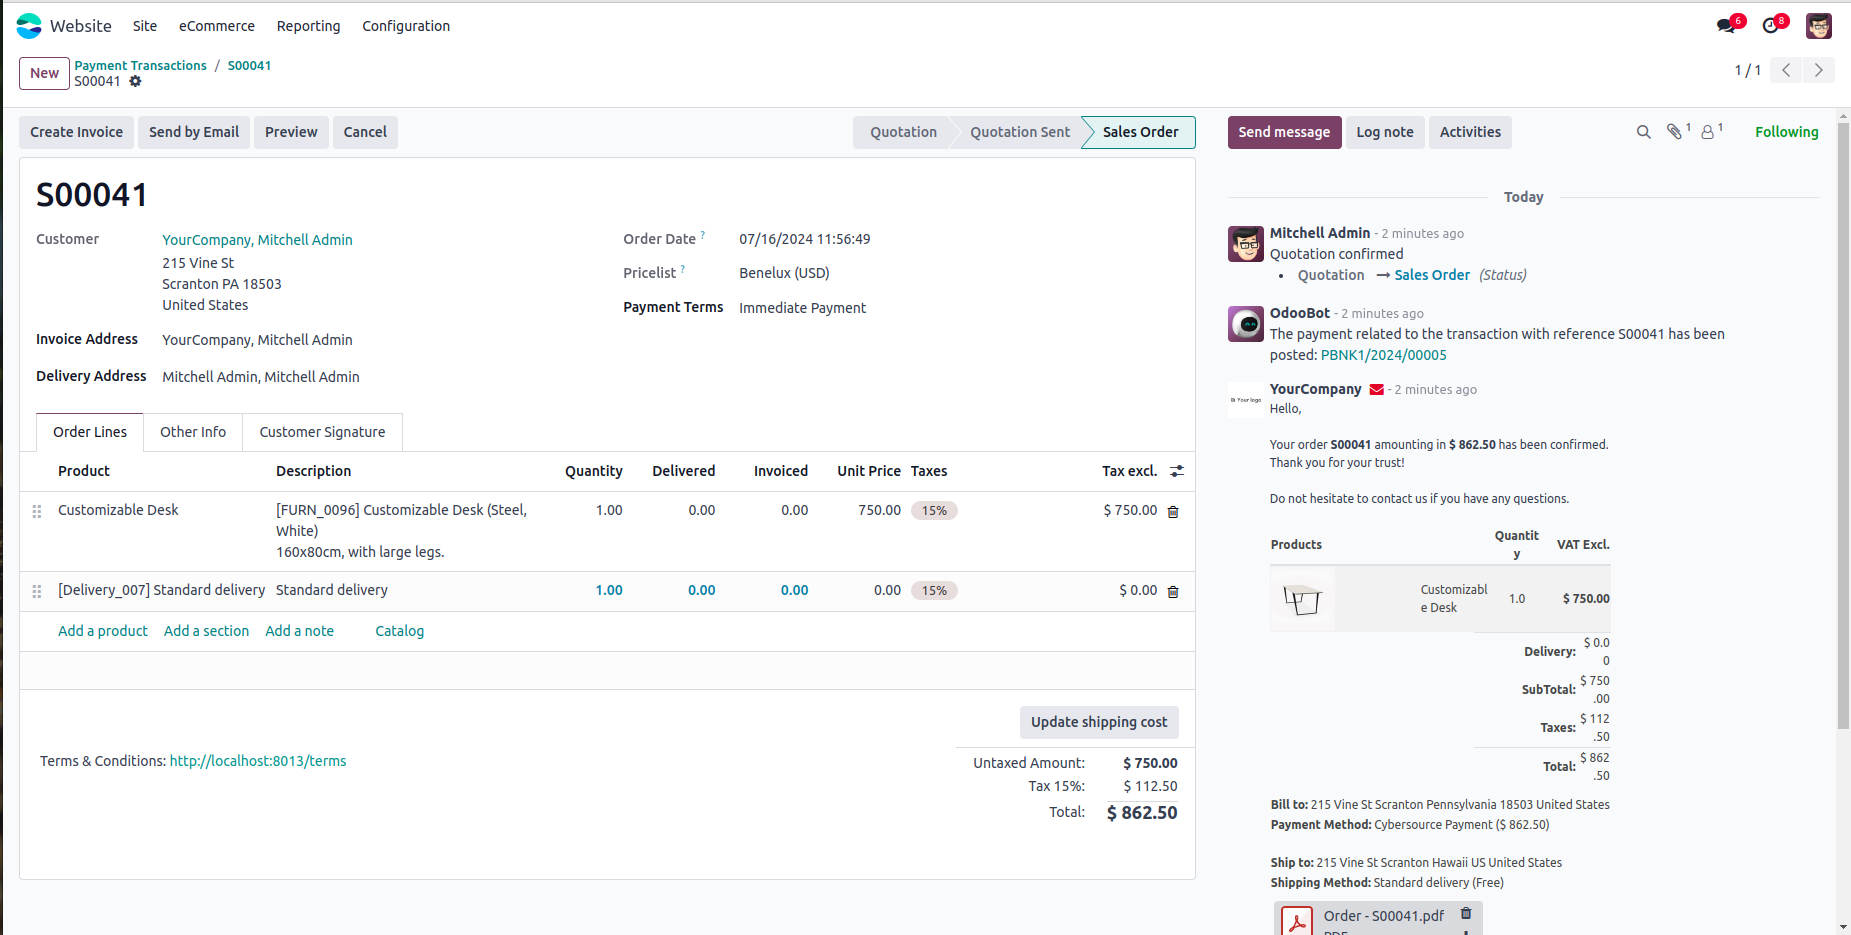 Website Site eCommerce Reporting Configuration 6 8
New Payment Transactions / S00041
S00041
1 / 1
Create Invoice Send by Email Preview Cancel Quotation Quotation Sent Sales Order
Send message Log note Activities 1 1 Following
S00041
Customer YourCompany, Mitchell Admin
215 Vine St
Scranton PA 18503
United States
Invoice Address YourCompany, Mitchell Admin
Delivery Address Mitchell Admin, Mitchell Admin
Order Date ? 07/16/2024 11:56:49
Pricelist ? Benelux (USD)
Payment Terms Immediate Payment
Order Lines Other Info Customer Signature
Product Description Quantity Delivered Invoiced Unit Price Taxes Tax excl.
Customizable Desk [FURN_0096] Customizable Desk (Steel, 1.00 0.00 0.00 750.00 15% $ 750.00
White)
160x80cm, with large legs.
[Delivery_007] Standard delivery Standard delivery 1.00 0.00 0.00 0.00 15% $ 0.00
Add a product Add a section Add a note Catalog
Update shipping cost
Terms & Conditions: http://localhost:8013/terms
Untaxed Amount: $ 750.00
Tax 15%: $ 112.50
Total: $ 862.50
Today
Mitchell Admin - 2 minutes ago
Quotation confirmed
• Quotation → Sales Order (Status)
OdooBot - 2 minutes ago
The payment related to the transaction with reference S00041 has been
posted: PBNK1/2024/00005
Your logo
YourCompany - 2 minutes ago
Hello,
Your order S00041 amounting in $ 862.50 has been confirmed.
Thank you for your trust!
Do not hesitate to contact us if you have any questions.
Products Quantit VAT Excl.
y
Customizabl 1.0 $ 750.00
e Desk
Delivery: $ 0.0
0
SubTotal: $ 750
.00
Taxes: $ 112
.50
Total: $ 862
.50
Bill to: 215 Vine St Scranton Pennsylvania 18503 United States
Payment Method: Cybersource Payment ($ 862.50)
Ship to: 215 Vine St Scranton Hawaii US United States
Shipping Method: Standard delivery (Free)
Order - S00041.pdf
PDF